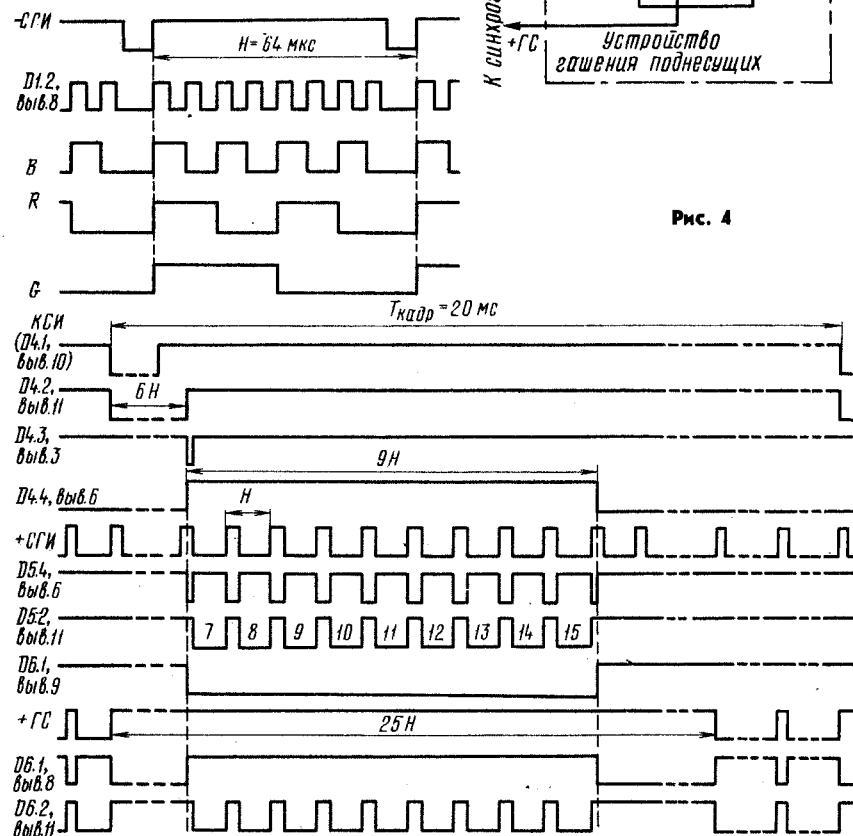 -СГИ
H=64 мкс
D1.2,
выв.8
B
R
G
К синхро
+ГС
Устройство
гашения поднесущих
Рис. 4
Tкадр=20 мс
КСИ
(D4.1,
выв.10)
D4.2,
выв.11
6H
D4.3,
выв.3
9H
D4.4, выв.6
H
+СГИ
D5.4,
выв.6
D5.2,
выв.11
7 8 9 10 11 12 13 14 15
D6.1,
выв.9
+ГС
25H
D6.1,
выв.8
D6.2,
выв.11